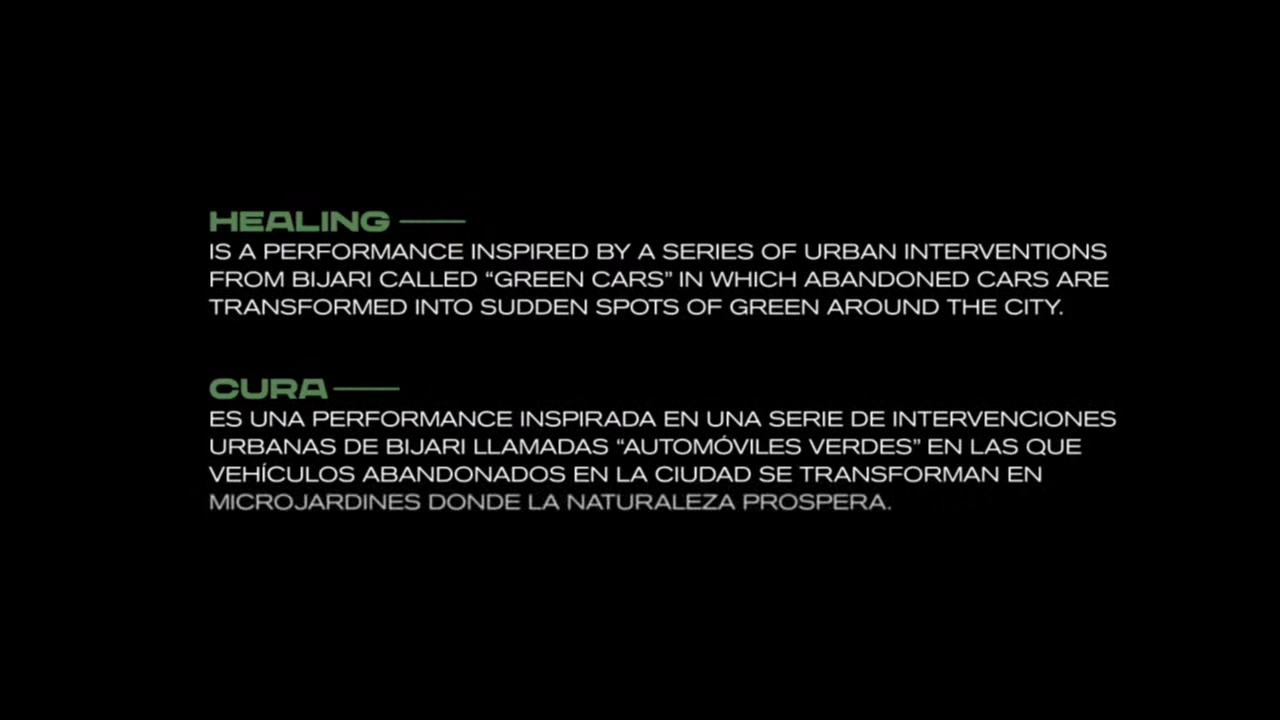 HEALING
IS A PERFORMANCE INSPIRED BY A SERIES OF URBAN INTERVENTIONS
FROM BIJARI CALLED “GREEN CARS” IN WHICH ABANDONED CARS ARE
TRANSFORMED INTO SUDDEN SPOTS OF GREEN AROUND THE CITY.
CURA
ES UNA PERFORMANCE INSPIRADA EN UNA SERIE DE INTERVENCIONES
URBANAS DE BIJARI LLAMADAS “AUTOMÓVILES VERDES” EN LAS QUE
VEHÍCULOS ABANDONADOS EN LA CIUDAD SE TRANSFORMAN EN
MICROJARDINES DONDE LA NATURALEZA PROSPERA.